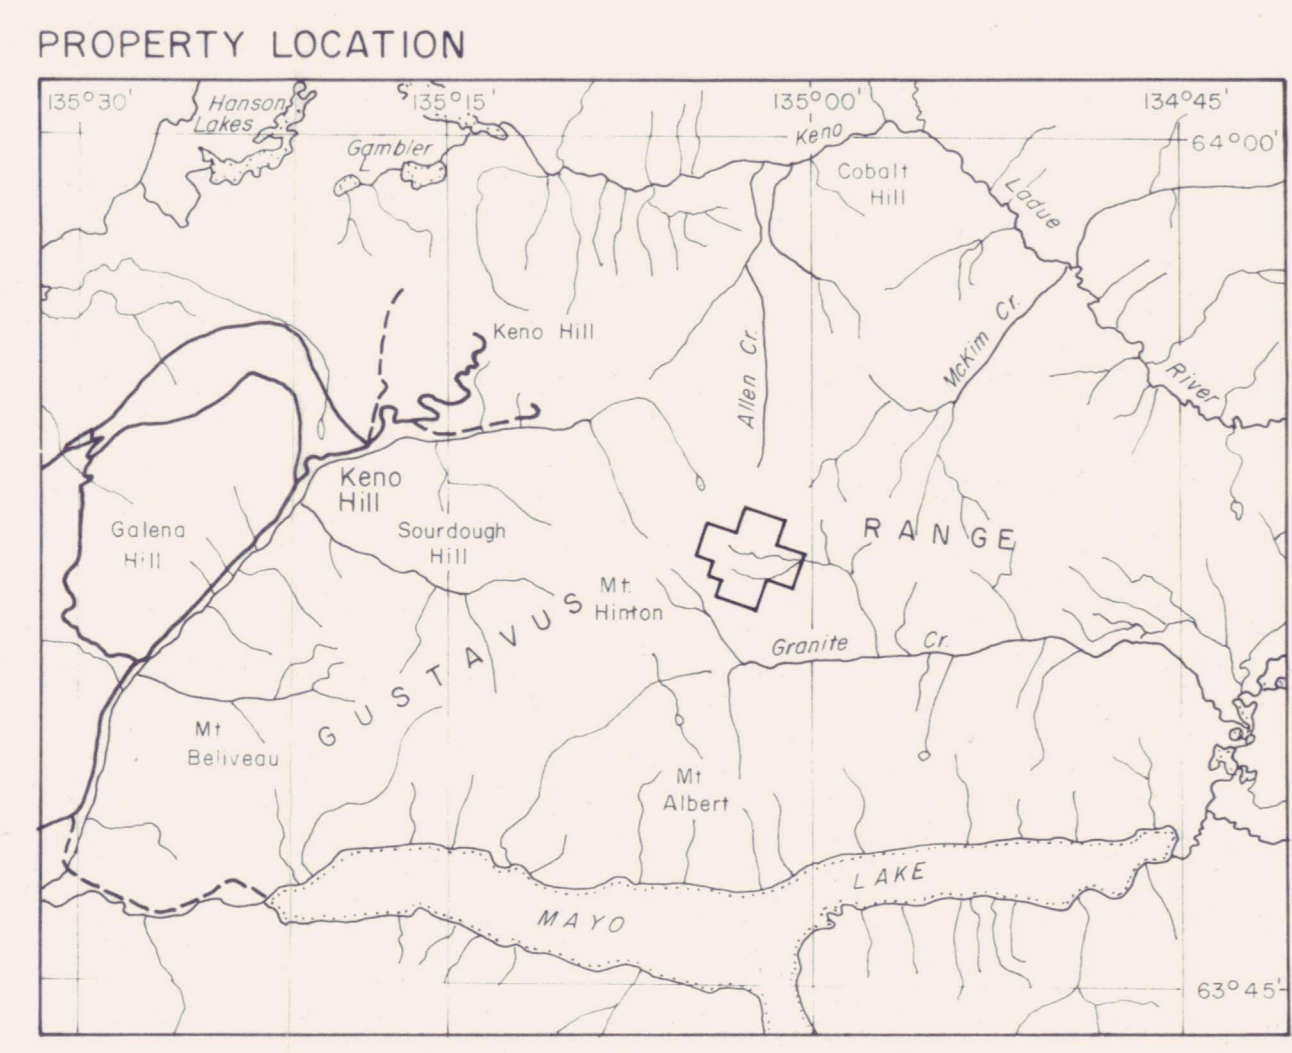 PROPERTY LOCATION
135°30'
Hanson
Lakes
135°15'
135°00'
134°45'
Keno
64°00'
Gambler
L
Cobalt
Hill
Ladue
Keno Hill
Allen Cr.
McKim Cr.
River
Keno
Hill
Galena
Hill
Sourdough
Hill
RANGE
Mt.
Hinton
GUSTAVUS
Granite Cr.
Mt
Beliveau
Mt
Albert
LAKE
MAYO
63°45'